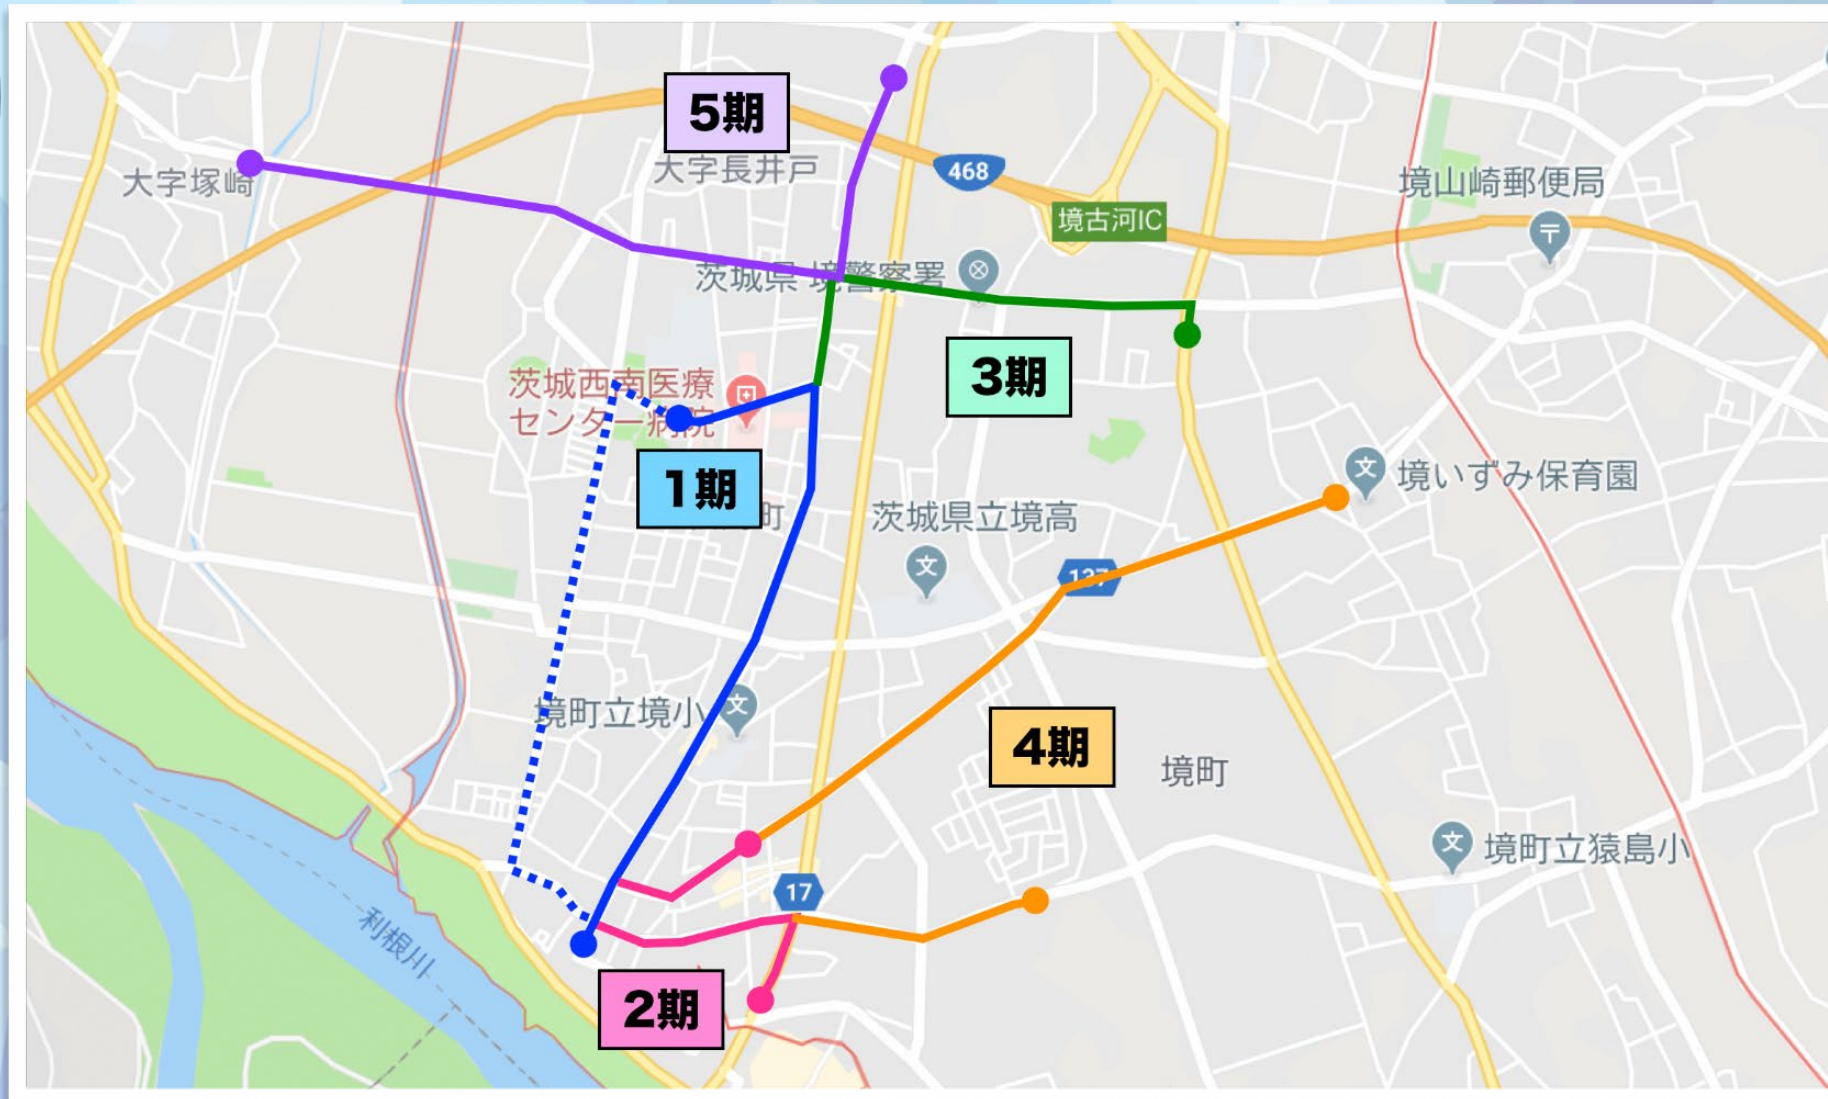 5期
大字長井戸
468
大字塚崎
境山崎郵便局
境古河IC
茨城県 境警察署
3期
茨城西南医療
センター病院
1期
町
茨城県立境高
境いずみ保育園
137
境町立境小
4期
境町
境町立猿島小
17
利根川
2期